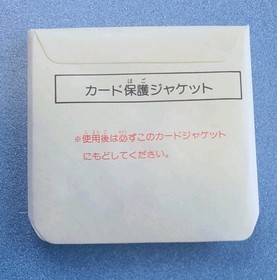 カード保護ジャケット
※使用後は必ずこのカードジャケット
にもどしてください。